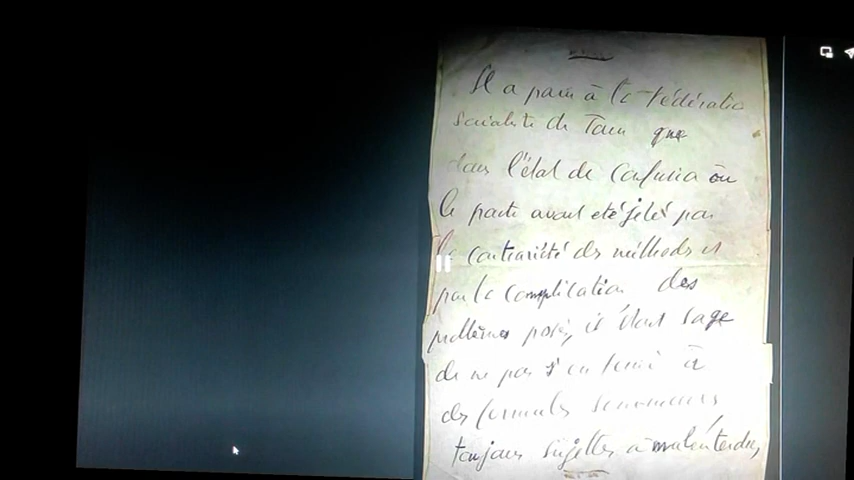 Il a paru à la Fédération
socialiste du Tarn que
dans l'état de confusion où
le parti avait été jeté par
la contrariété des méthodes et
par la complication des
problèmes posés, il était sage
de ne pas s'en tenir à
des formules sommaires
toujours sujettes à malentendu,